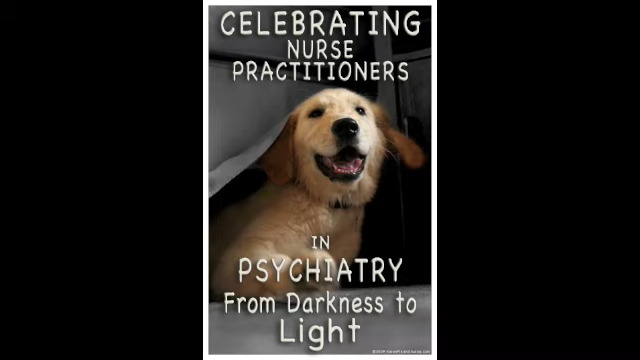 CELEBRATING
NURSE
PRACTITIONERS
IN
PSYCHIATRY
From Darkness to
Light